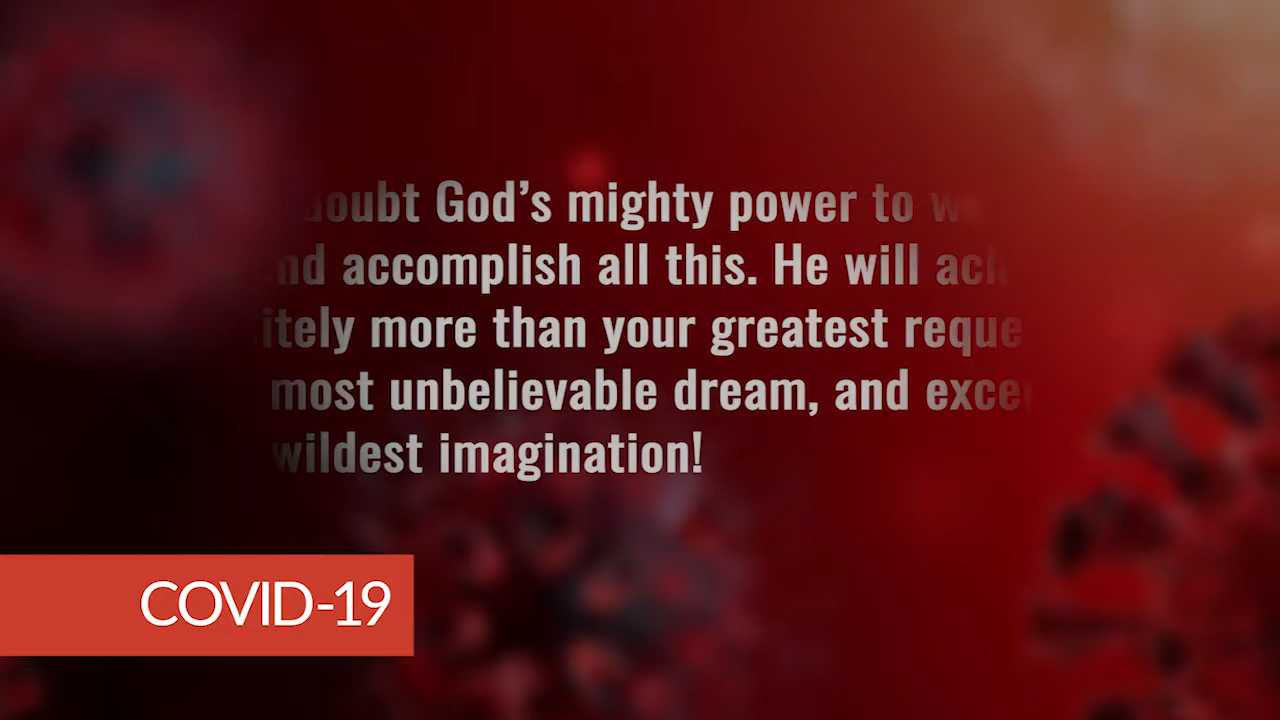 doubt God’s mighty power to
accomplish all this. He will
more than your greatest
most unbelievable dream, and
wildest imagination!
COVID-19